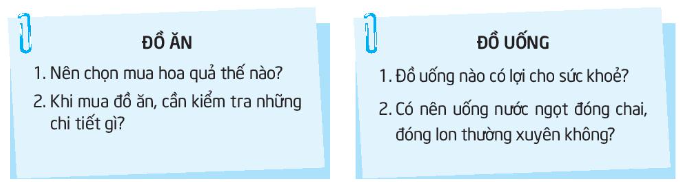 ĐỒ ĂN
1. Nên chọn mua hoa quả thế nào?
2. Khi mua đồ ăn, cần kiểm tra những
chi tiết gì?
ĐỒ UỐNG
1. Đồ uống nào có lợi cho sức khoẻ?
2. Có nên uống nước ngọt đóng chai,
đóng lon thường xuyên không?